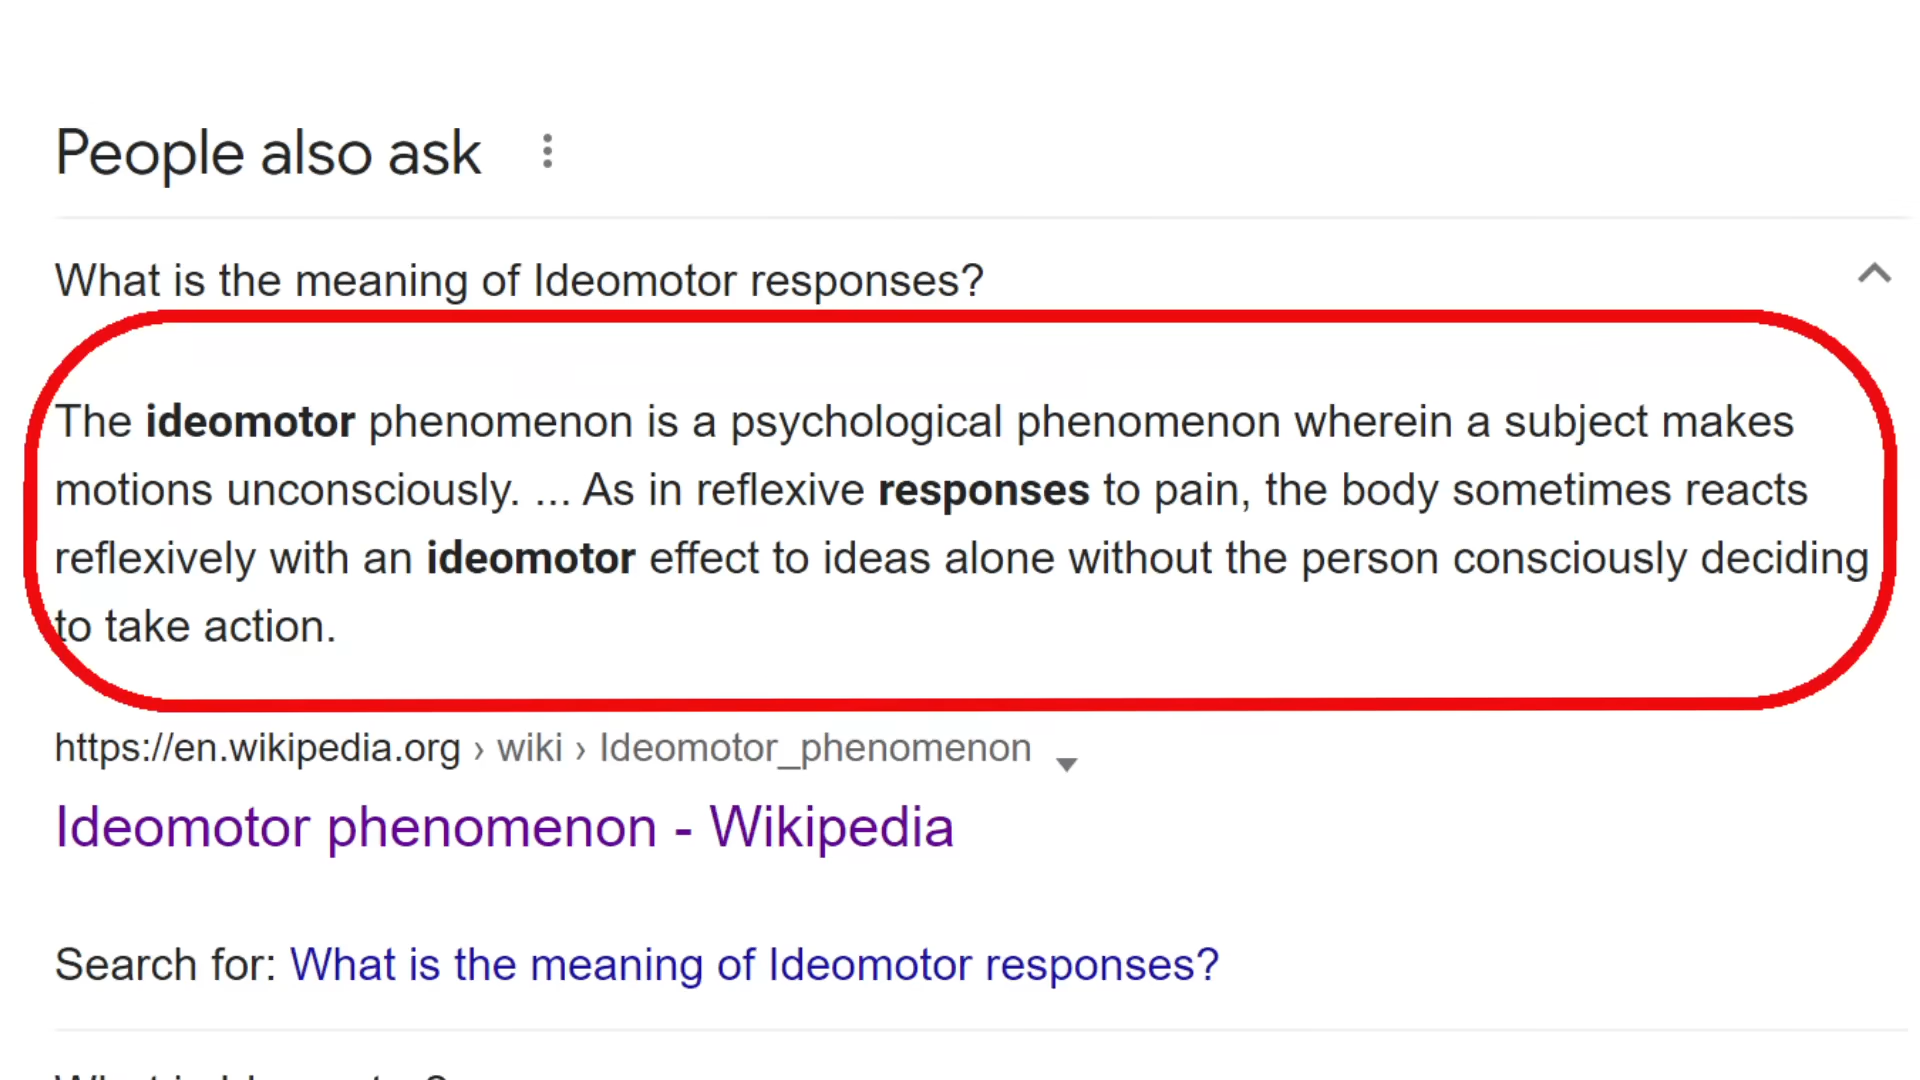 People also ask
What is the meaning of Ideomotor responses?
The ideomotor phenomenon is a psychological phenomenon wherein a subject makes
motions unconsciously. ... As in reflexive responses to pain, the body sometimes reacts
reflexively with an ideomotor effect to ideas alone without the person consciously deciding
to take action.
https://en.wikipedia.org › wiki › Ideomotor_phenomenon
Ideomotor phenomenon - Wikipedia
Search for: What is the meaning of Ideomotor responses?